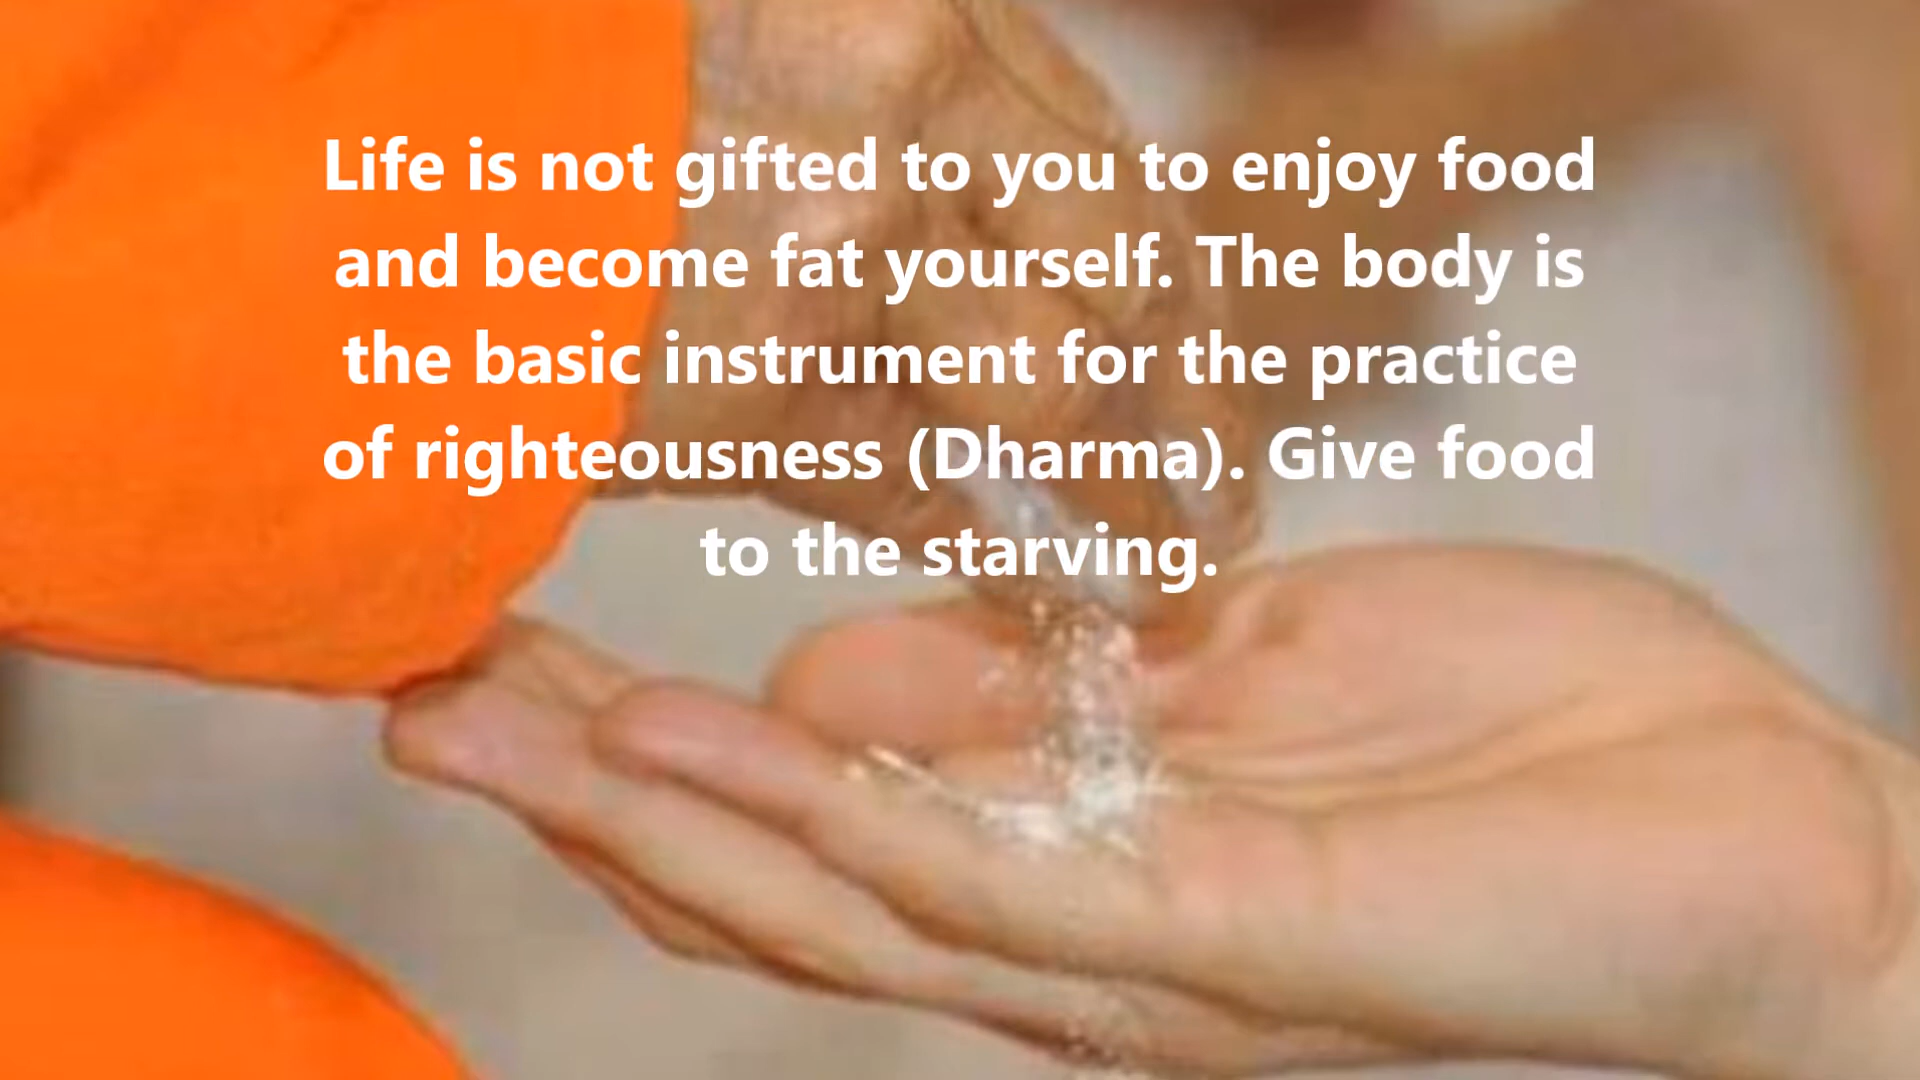 Life is not gifted to you to enjoy food
and become fat yourself. The body is
the basic instrument for the practice
of righteousness (Dharma). Give food
to the starving.